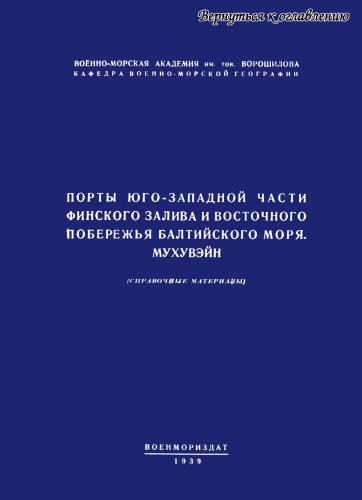 Вернуться к оглавлению
ВОЕННО-МОРСКАЯ АКАДЕМИЯ ИМ. ТОВ. ВОРОШИЛОВА
КАФЕДРА ВОЕННО-МОРСКОЙ ГЕОГРАФИИ
ПОРТЫ ЮГО-ЗАПАДНОЙ ЧАСТИ
ФИНСКОГО ЗАЛИВА И ВОСТОЧНОГО
ПОБЕРЕЖЬЯ БАЛТИЙСКОГО МОРЯ.
МУХУВЭЙН
(СПРАВОЧНЫЕ МАТЕРИАЛЫ)
ВОЕНМОРИЗДАТ
1939